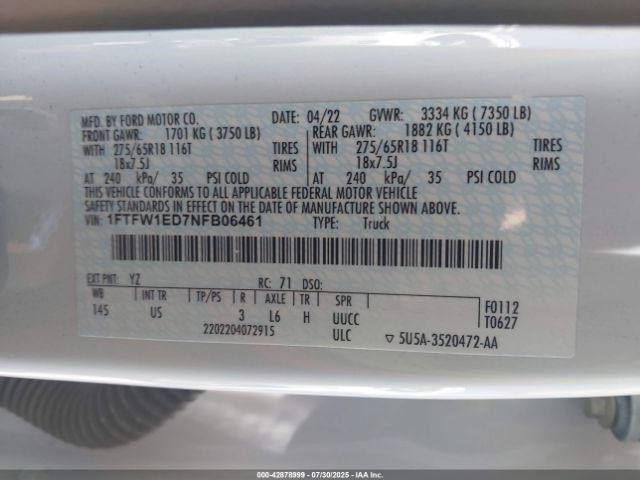 MFD. BY FORD MOTOR CO. DATE: 04/22 GVWR: 3334 KG ( 7350 LB)
FRONT GAWR: 1701 KG ( 3750 LB) REAR GAWR: 1882 KG ( 4150 LB)
WITH 275/65R18 116T TIRES WITH 275/65R18 116T TIRES
18x7.5J RIMS 18x7.5J RIMS
AT 240 kPa/ 35 PSI COLD AT 240 kPa/ 35 PSI COLD
THIS VEHICLE CONFORMS TO ALL APPLICABLE FEDERAL MOTOR VEHICLE
SAFETY STANDARDS IN EFFECT ON THE DATE OF MANUFACTURE SHOWN ABOVE.
VIN: 1FTFW1ED7NFB06461 TYPE: Truck
EXT PNT: YZ RC: 71 DSO:
WB INT TR TP/PS R AXLE TR SPR F0112
145 US 3 L6 H UUCC T0627
2202204072915 ULC ▽ 5U5A-3520472-AA
000-42878999 | 07/30/2025 - IAAI.COM